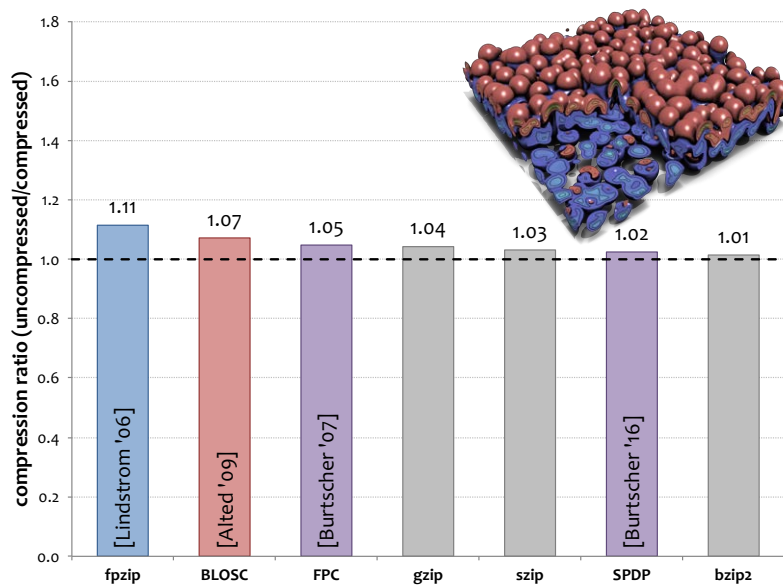 compression ratio (uncompressed/compressed)
1.8
1.6
1.4
1.2
1.0
0.8
0.6
0.4
0.2
0.0
1.11
1.07
1.05
1.04
1.03
1.02
1.01
[Lindstrom '06]
[Alted '09]
[Burtscher '07]
[Burtscher '16]
fpzip
BLOSC
FPC
gzip
szip
SPDP
bzip2